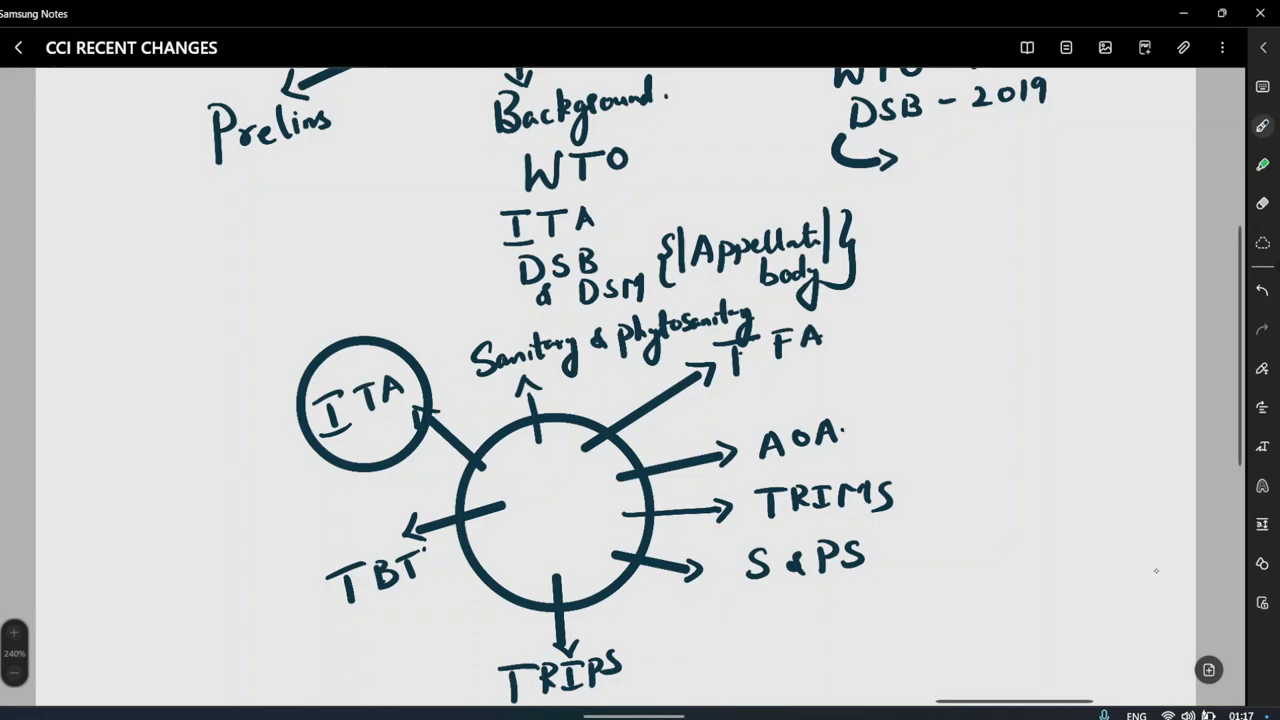 Samsung Notes
CCI RECENT CHANGES
Prelims
Background.
WTO
DSB - 2019
WTO
ITA
DSB
& DSM
{|Appellate|}
body
Sanitary & phytosanitary
TFA
ITA
AOA.
TRIMS
S & PS
TBT
TRIPS
240%
ENG
01:17